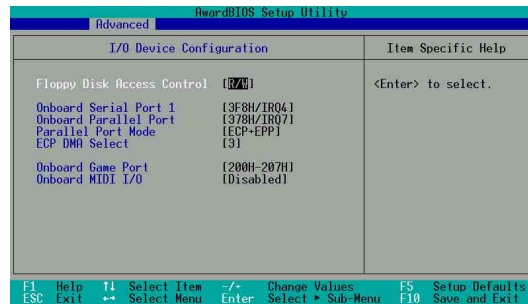 AwardBIOS Setup Utility
Advanced
I/O Device Configuration
Item Specific Help
Floppy Disk Access Control [R/W]
<Enter> to select.
Onboard Serial Port 1 [3F8H/IRQ4]
Onboard Parallel Port [378H/IRQ7]
Parallel Port Mode [ECP+EPP]
ECP DMA Select [3]
Onboard Game Port [200H-207H]
Onboard MIDI I/O [Disabled]
F1 Help ↑↓ Select Item -/+ Change Values F5 Setup Defaults
ESC Exit ←→ Select Menu Enter Select ► Sub-Menu F10 Save and Exit